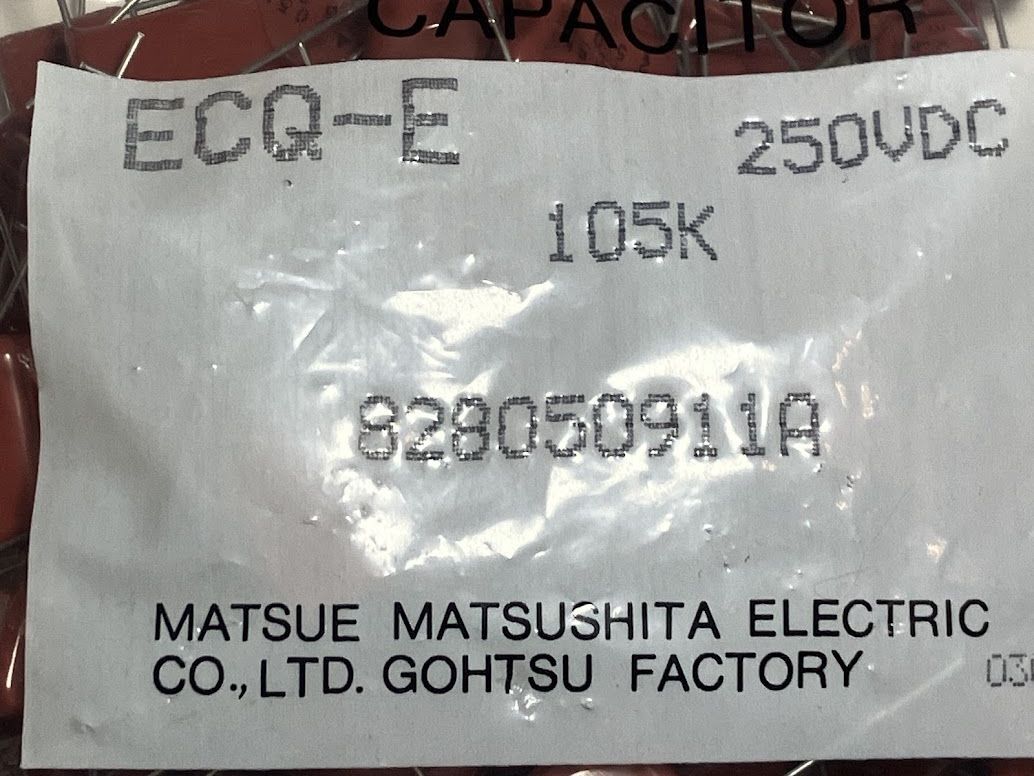 CAPACITOR
ECQ-E 250VDC
105K
828050911A
MATSUE MATSUSHITA ELECTRIC
CO.,LTD. GOHTSU FACTORY